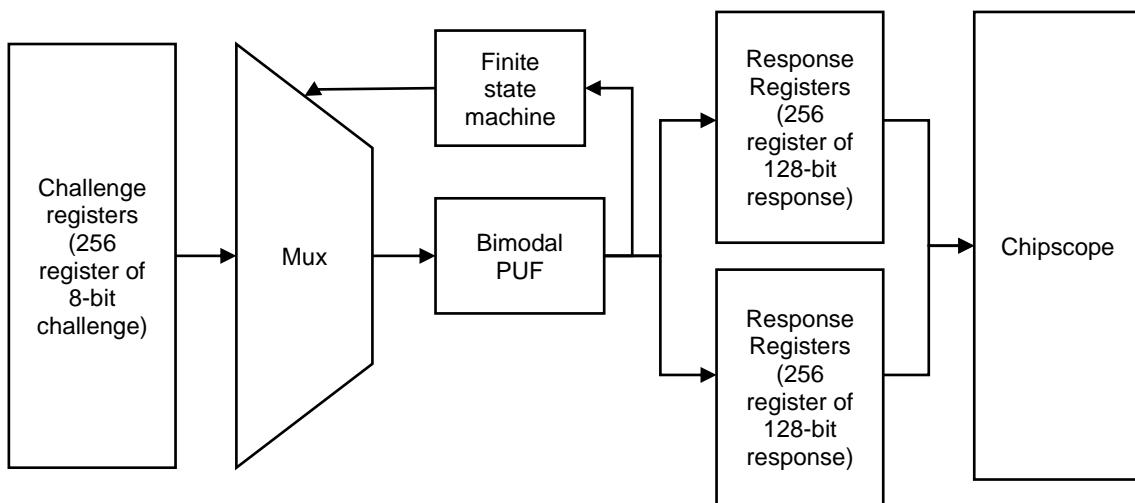 Challenge
registers
(256
register of
8-bit
challenge)
Mux
Finite
state
machine
Bimodal
PUF
Response
Registers
(256
register of
128-bit
response)
Response
Registers
(256
register of
128-bit
response)
Chipscope